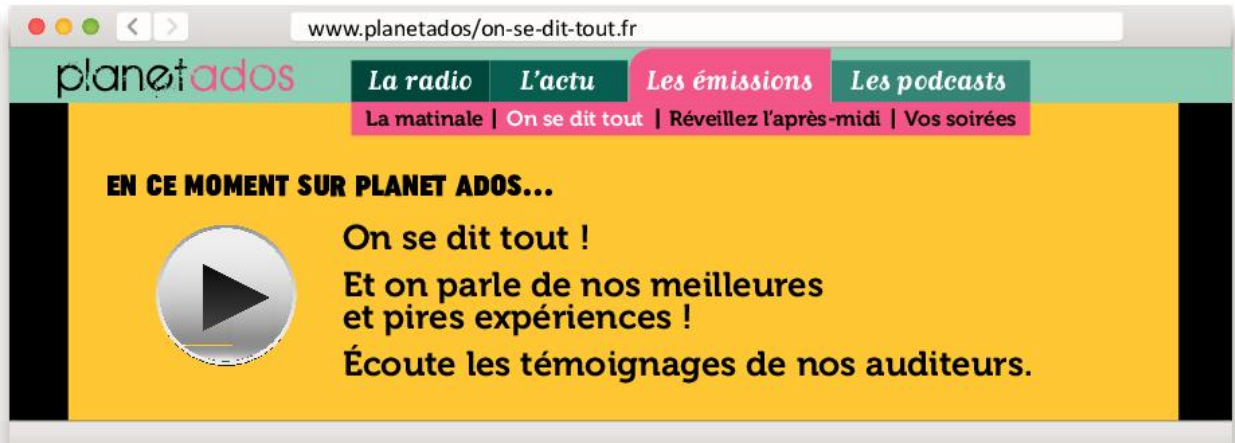 www.planetados/on-se-dit-tout.fr
planetados
La radio L'actu Les émissions Les podcasts
La matinale | On se dit tout | Réveillez l'après-midi | Vos soirées
EN CE MOMENT SUR PLANET ADOS...
On se dit tout !
Et on parle de nos meilleures
et pires expériences !
Écoute les témoignages de nos auditeurs.